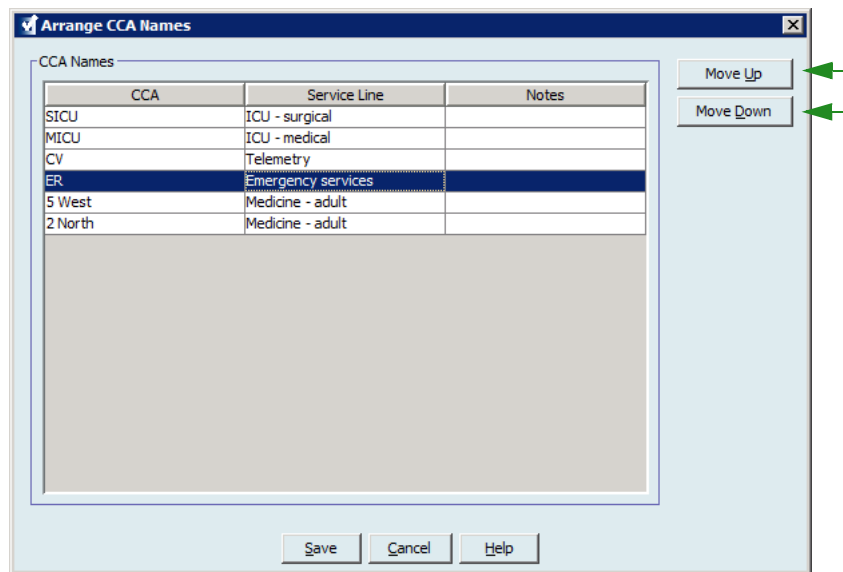 Arrange CCA Names
CCA Names
CCA Service Line Notes
SICU ICU - surgical
MICU ICU - medical
CV Telemetry
ER Emergency services
5 West Medicine - adult
2 North Medicine - adult
Move Up
Move Down
Save Cancel Help